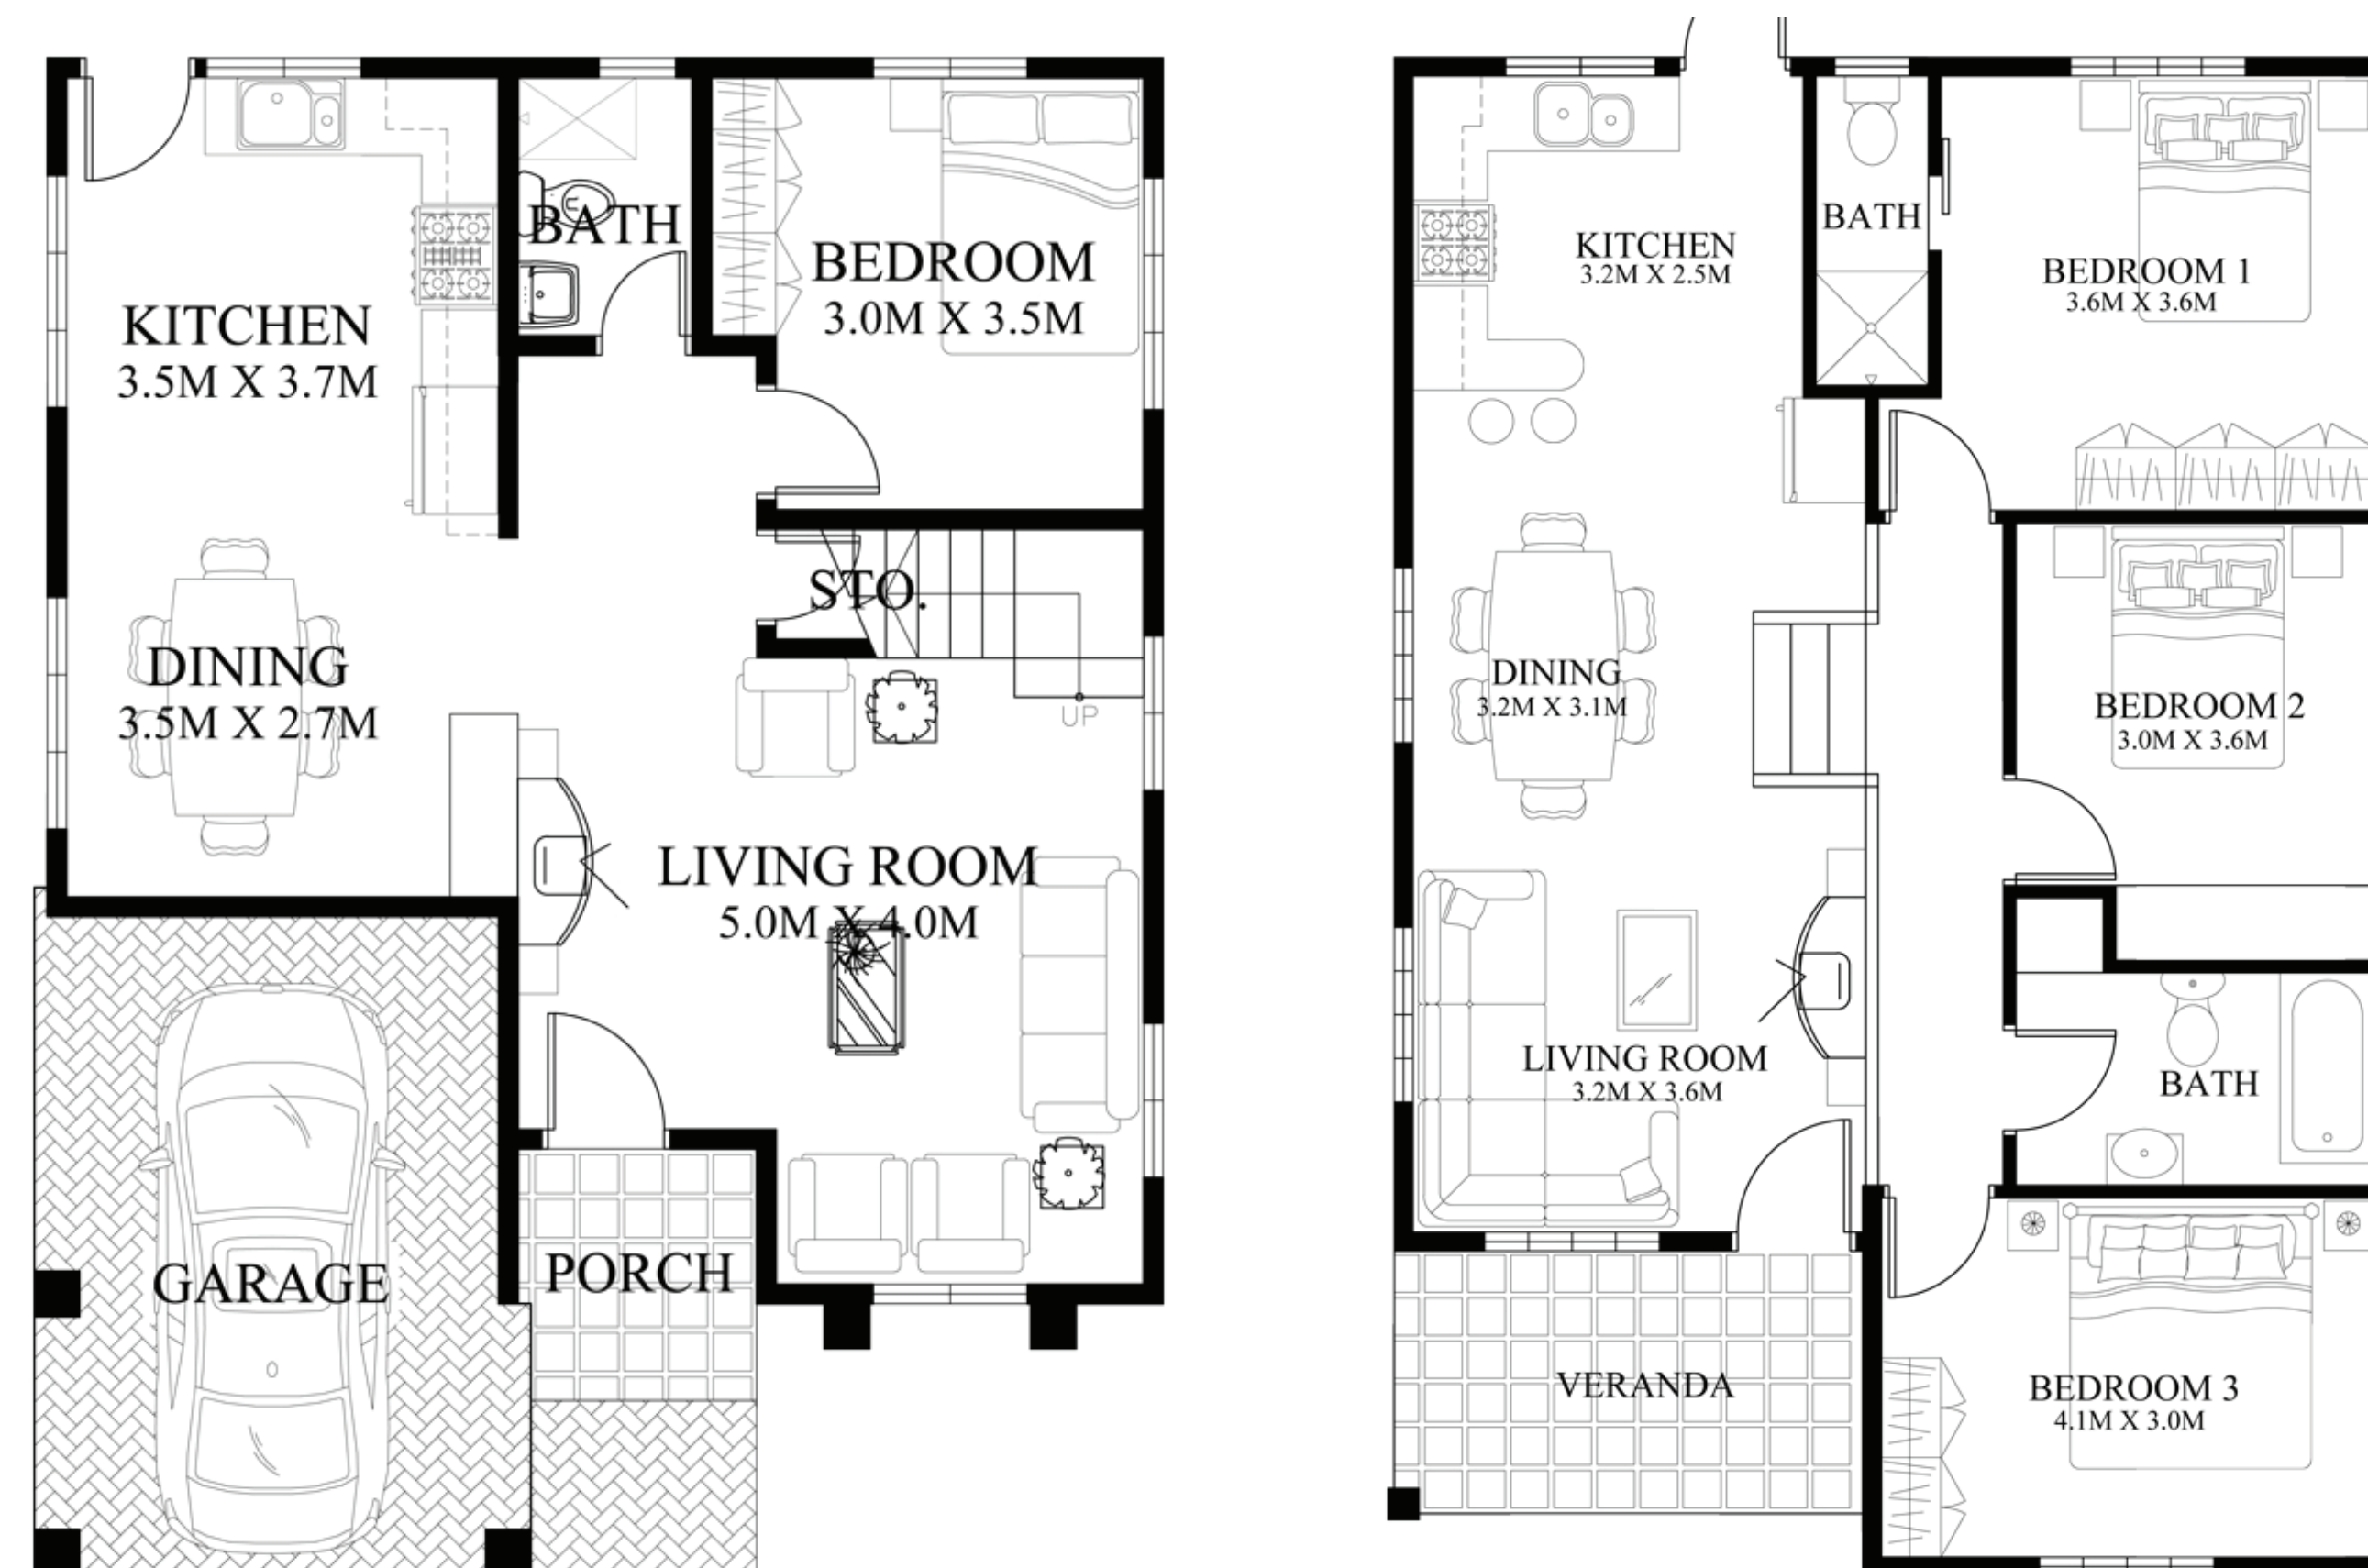 KITCHEN
3.5M X 3.7M
BATH
BEDROOM
3.0M X 3.5M
STO.
DINING
3.5M X 2.7M
UP
LIVING ROOM
5.0M X 4.0M
GARAGE
PORCH
KITCHEN
3.2M X 2.5M
BATH
BEDROOM 1
3.6M X 3.6M
DINING
3.2M X 3.1M
BEDROOM 2
3.0M X 3.6M
LIVING ROOM
3.2M X 3.6M
BATH
VERANDA
BEDROOM 3
4.1M X 3.0M